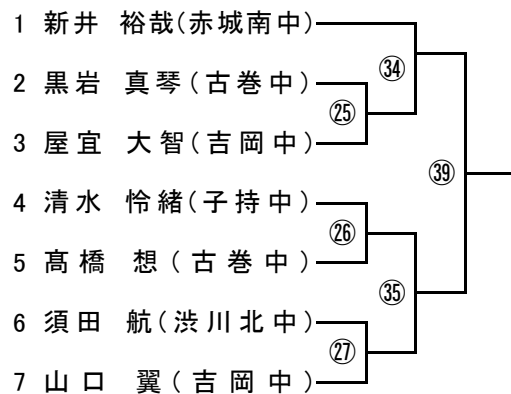 1 新井 裕哉(赤城南中)
㉞
2 黒岩 真琴(古巻中)
㉕
3 屋宜 大智(吉岡中)
㊴
4 清水 怜緒(子持中)
㉖
5 髙橋 想(古巻中)
㉟
6 須田 航(渋川北中)
㉗
7 山口 翼(吉岡中)